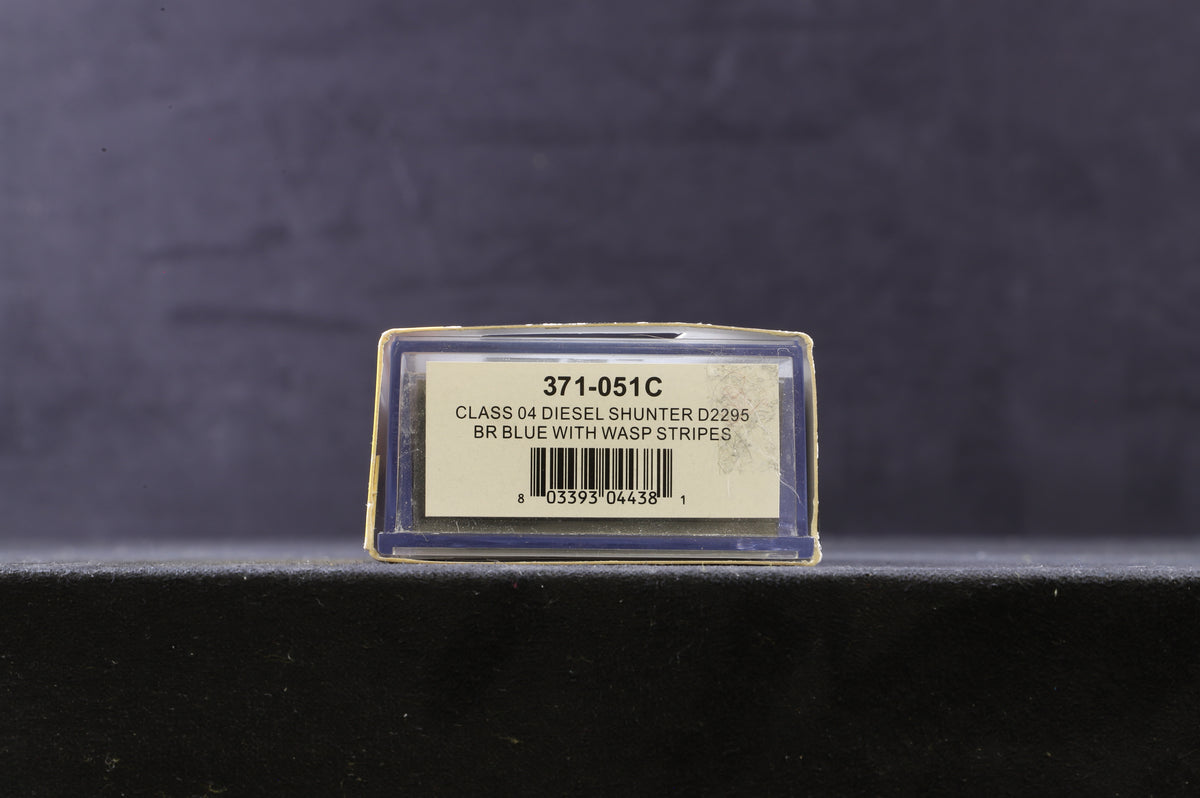 371-051C
CLASS 04 DIESEL SHUNTER D2295
BR BLUE WITH WASP STRIPES
8 03393 04438 1